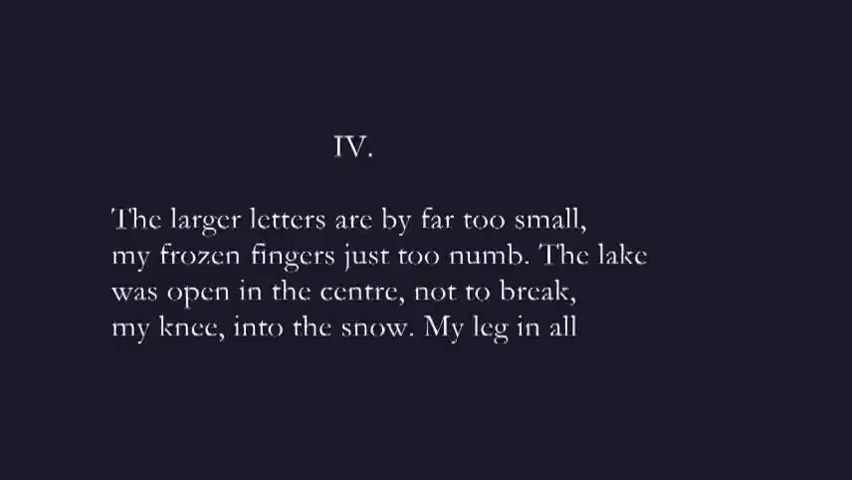 IV.
The larger letters are by far too small,
my frozen fingers just too numb. The lake
was open in the centre, not to break,
my knee, into the snow. My leg in all